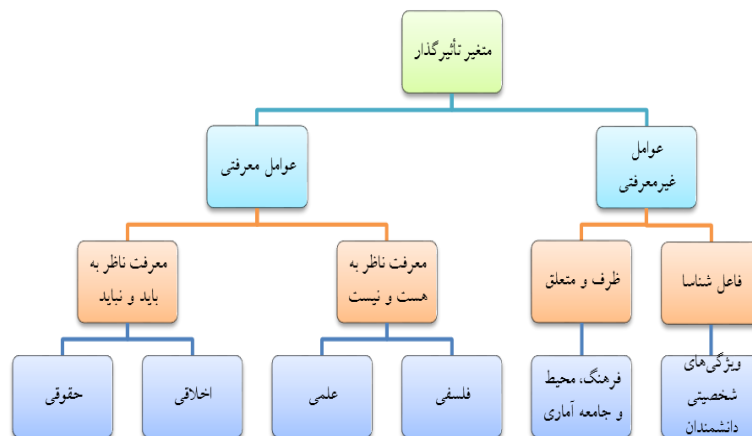 متغیر تأثیرگذار
عوامل
غیرمعرفتی
عوامل معرفتی
فاعل شناسا
ظرف و متعلق
معرفت ناظر به
هست و نیست
معرفت ناظر به
باید و نباید
ویژگی‌های
شخصیتی
دانشمندان
فرهنگ، محیط
و جامعه آماری
فلسفی
علمی
اخلاقی
حقوقی